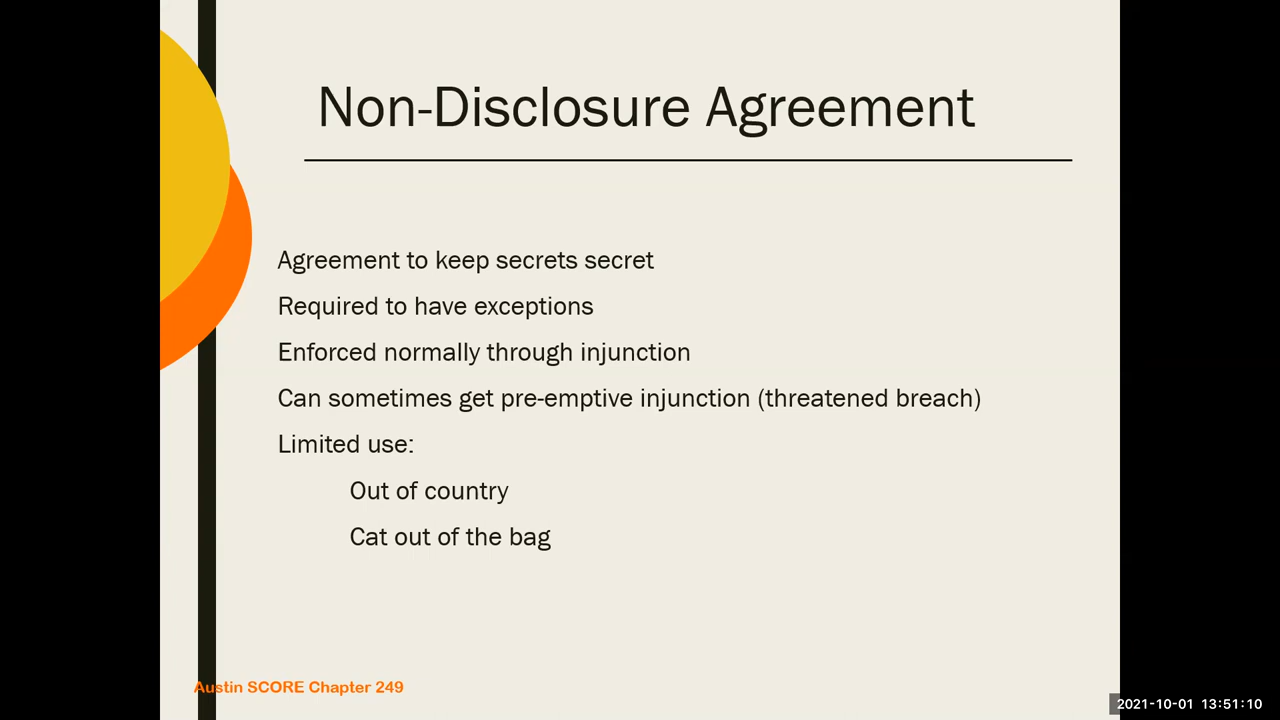 Non-Disclosure Agreement
Agreement to keep secrets secret
Required to have exceptions
Enforced normally through injunction
Can sometimes get pre-emptive injunction (threatened breach)
Limited use:
Out of country
Cat out of the bag
Austin SCORE Chapter 249
2021-10-01 13:51:10